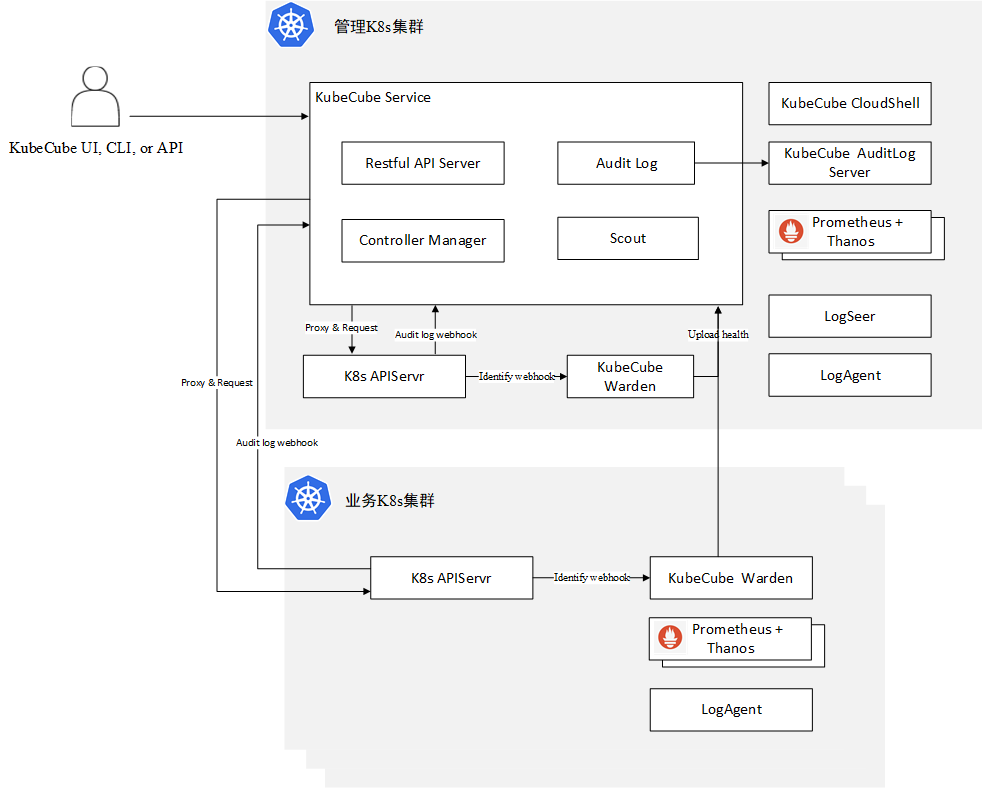 管理K8s集群
KubeCube UI, CLI, or API
KubeCube Service
Restful API Server
Audit Log
Controller Manager
Scout
KubeCube CloudShell
KubeCube AuditLog
Server
Prometheus +
Thanos
LogSeer
LogAgent
Proxy & Request
Audit log webhook
Upload health
K8s APIServr
Identify webhook
KubeCube
Warden
Proxy & Request
Audit log webhook
业务K8s集群
K8s APIServr
Identify webhook
KubeCube Warden
Prometheus +
Thanos
LogAgent